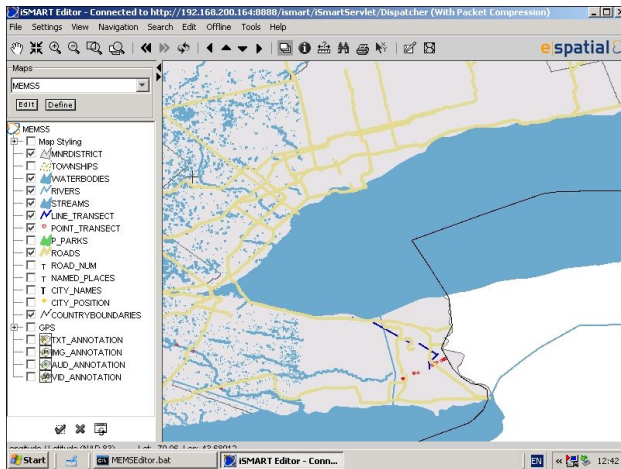 iSMART Editor - Connected to http://192.168.200.164:8888/ismart/iSmartServlet/Dispatcher (With Packet Compression)
File Settings View Navigation Search Edit Offline Tools Help
espatial
Maps
MEMS5
Edit Define
MEMS5
Map Styling
MNRDISTRICT
TOWNSHIPS
WATERBODIES
RIVERS
STREAMS
LINE_TRANSECT
POINT_TRANSECT
P_PARKS
ROADS
T ROAD_NUM
T NAMED_PLACES
T CITY_NAMES
CITY_POSITION
COUNTRYBOUNDARIES
GPS
TXT_ANNOTATION
IMG_ANNOTATION
AUD_ANNOTATION
VID_ANNOTATION
Start MEMSEditor.bat iSMART Editor - Conn... EN « 12:42